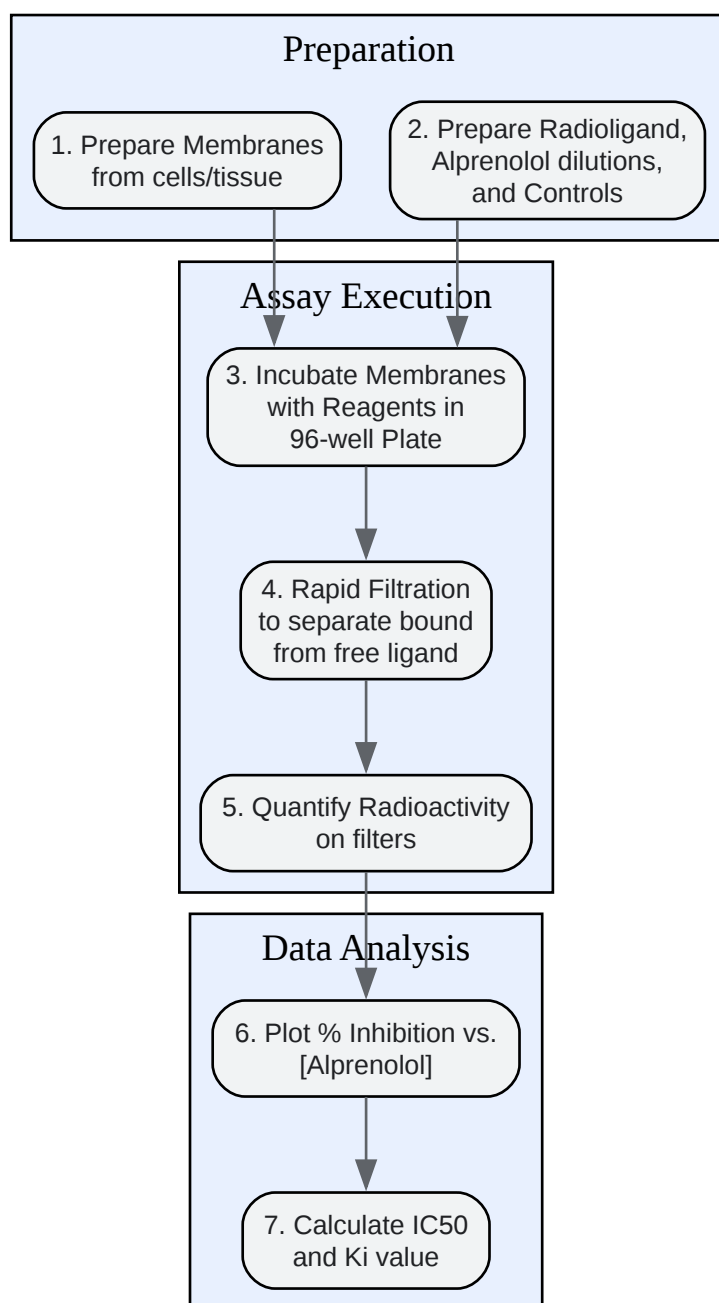 Preparation
1. Prepare Membranes
from cells/tissue
2. Prepare Radioligand,
Alprenolol dilutions,
and Controls
Assay Execution
3. Incubate Membranes
with Reagents in
96-well Plate
4. Rapid Filtration
to separate bound
from free ligand
5. Quantify Radioactivity
on filters
Data Analysis
6. Plot % Inhibition vs.
[Alprenolol]
7. Calculate IC50
and Ki value